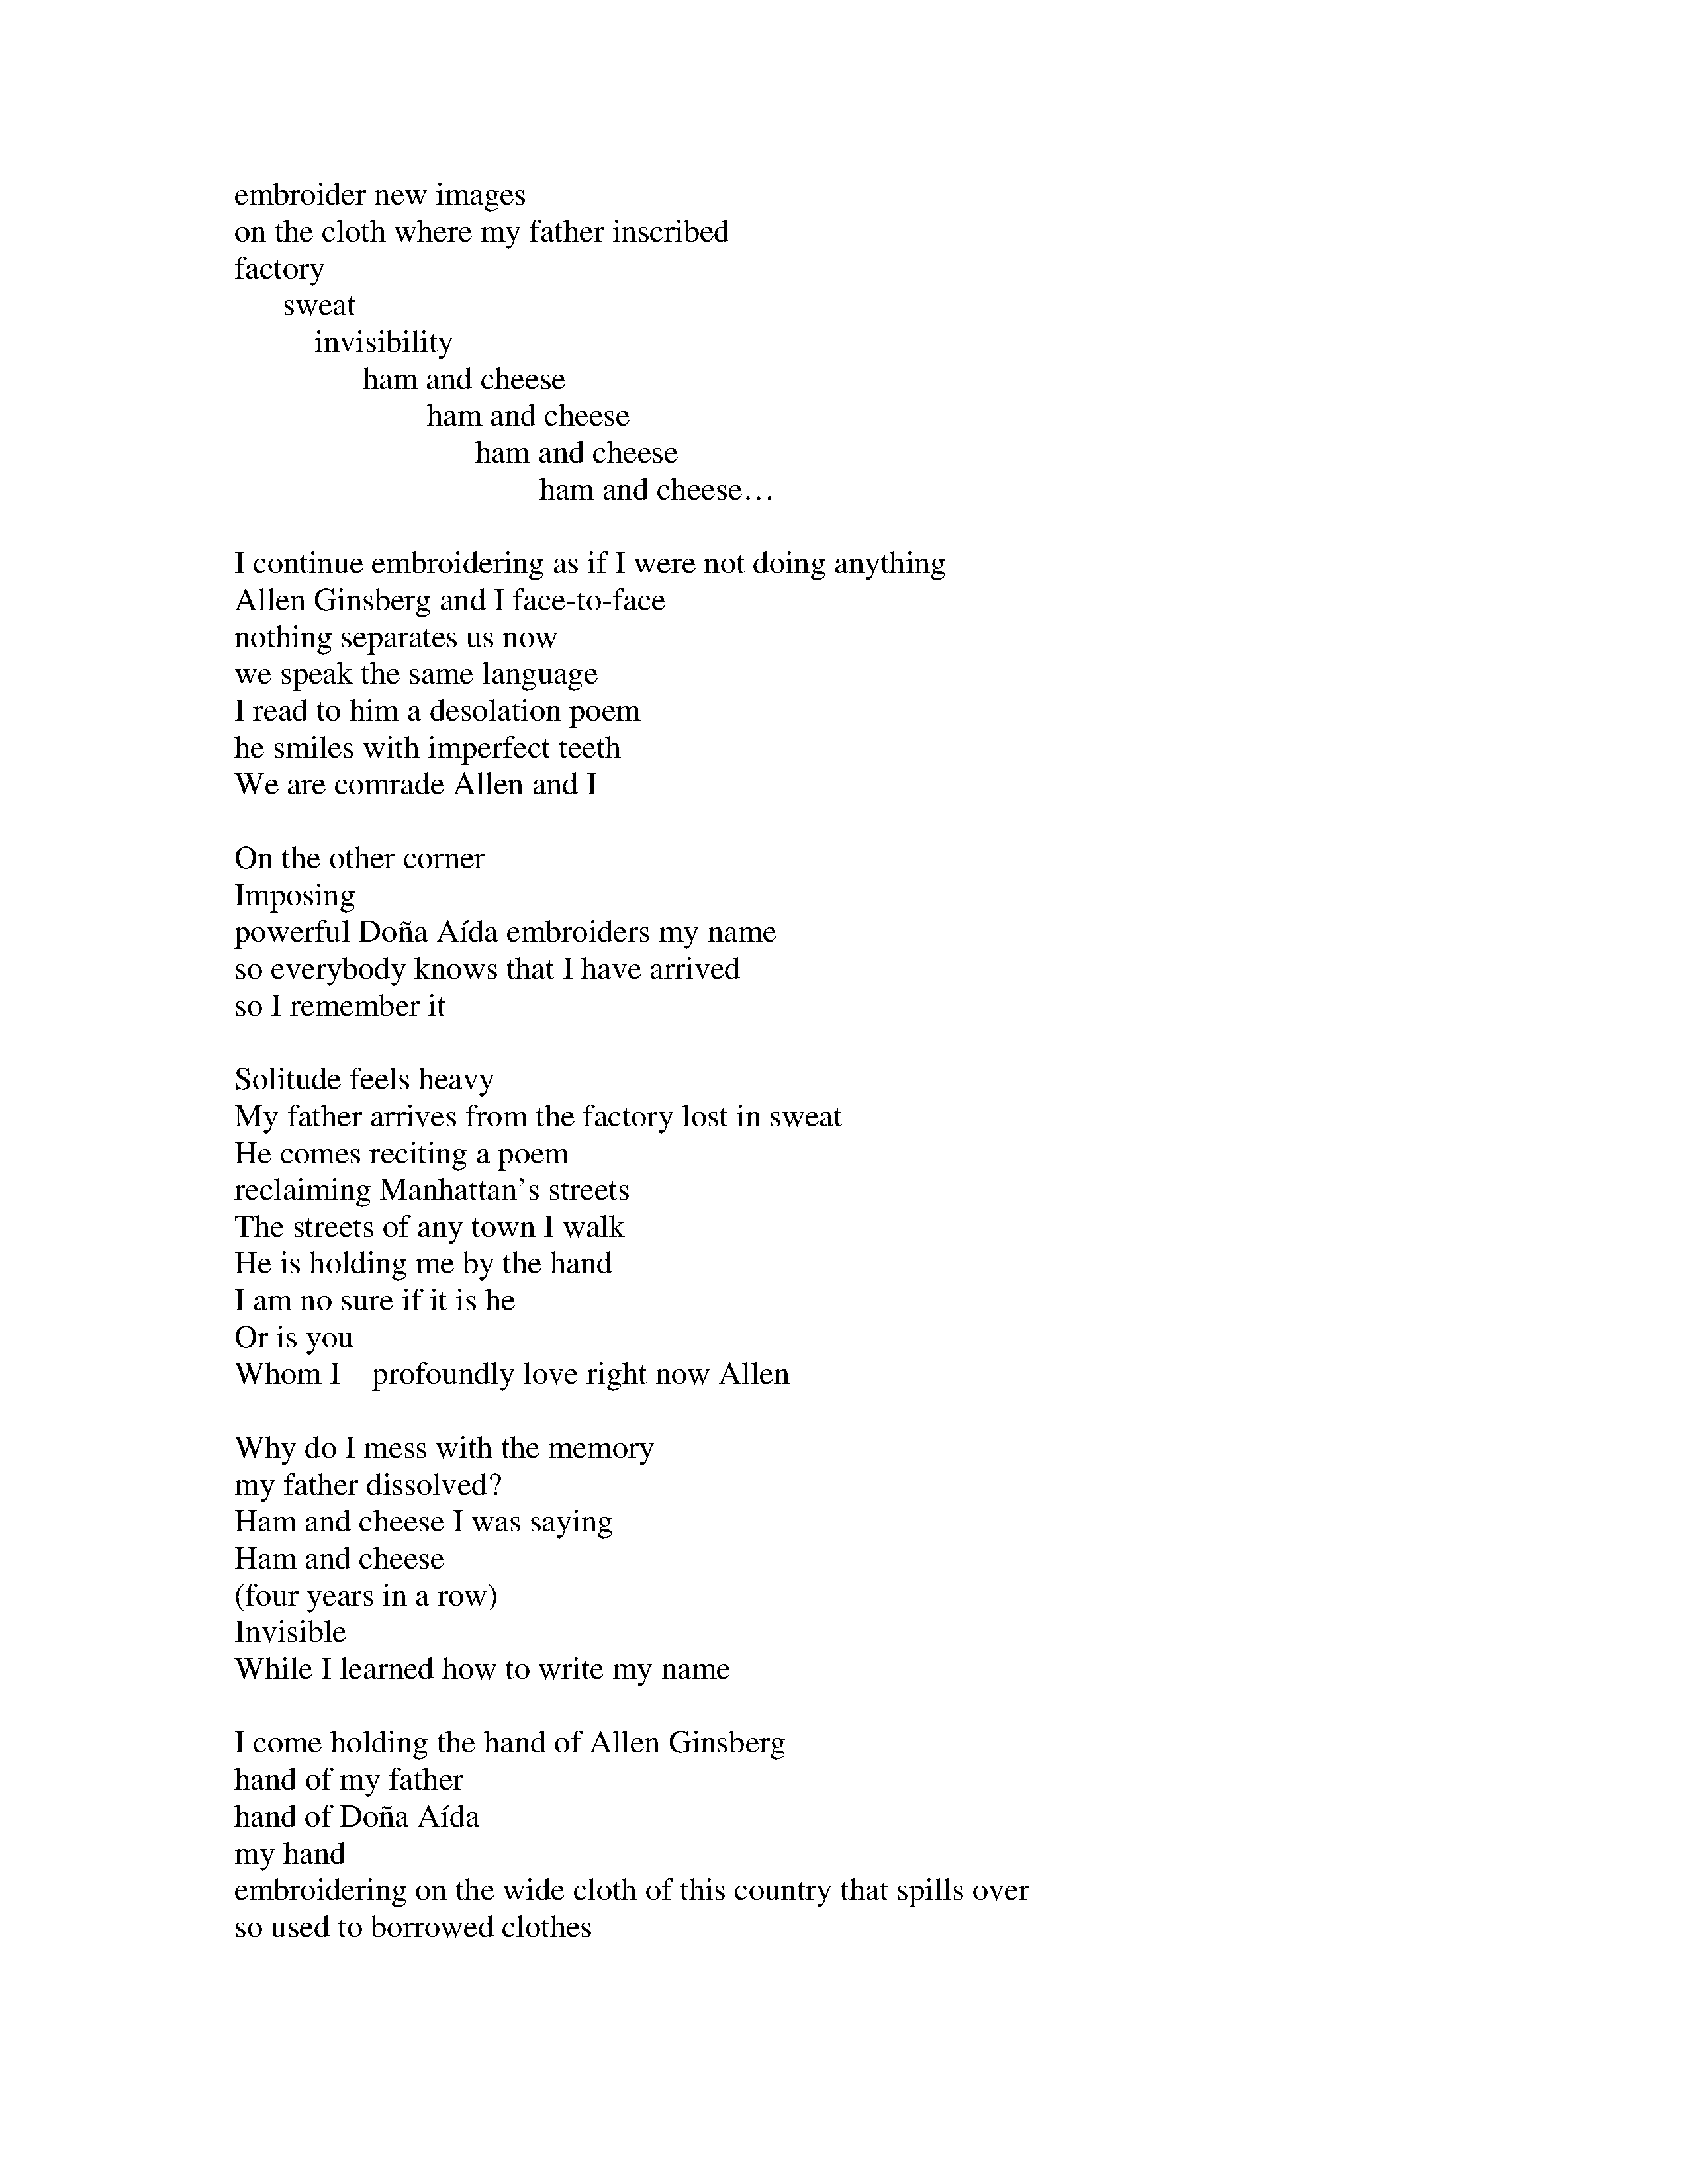 embroider new images
on the cloth where my father inscribed
factory
sweat
invisibility
ham and cheese
ham and cheese
ham and cheese
ham and cheese…
I continue embroidering as if I were not doing anything
Allen Ginsberg and I face-to-face
nothing separates us now
we speak the same language
I read to him a desolation poem
he smiles with imperfect teeth
We are comrade Allen and I
On the other corner
Imposing
powerful Doña Aída embroiders my name
so everybody knows that I have arrived
so I remember it
Solitude feels heavy
My father arrives from the factory lost in sweat
He comes reciting a poem
reclaiming Manhattan’s streets
The streets of any town I walk
He is holding me by the hand
I am no sure if it is he
Or is you
Whom I    profoundly love right now Allen
Why do I mess with the memory
my father dissolved?
Ham and cheese I was saying
Ham and cheese
(four years in a row)
Invisible
While I learned how to write my name
I come holding the hand of Allen Ginsberg
hand of my father
hand of Doña Aída
my hand
embroidering on the wide cloth of this country that spills over
so used to borrowed clothes